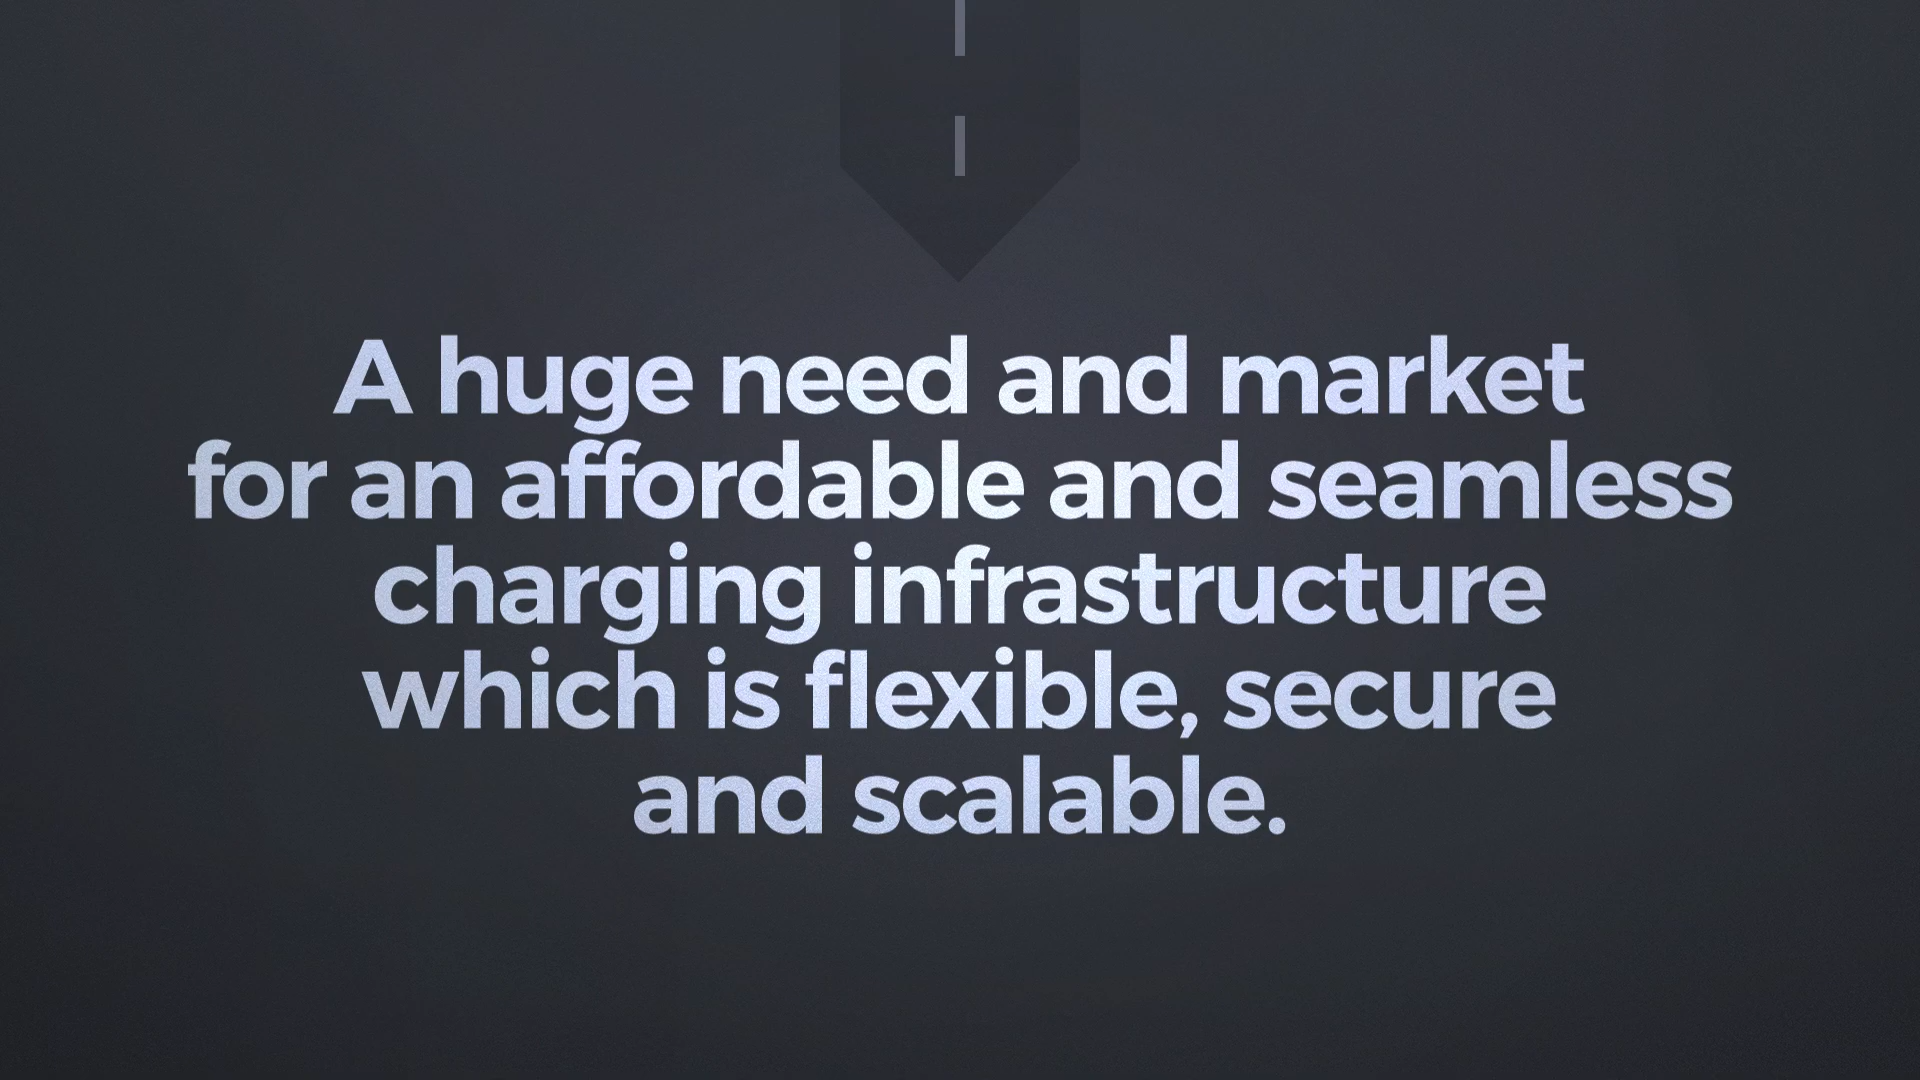 A huge need and market
for an affordable and seamless
charging infrastructure
which is flexible, secure
and scalable.